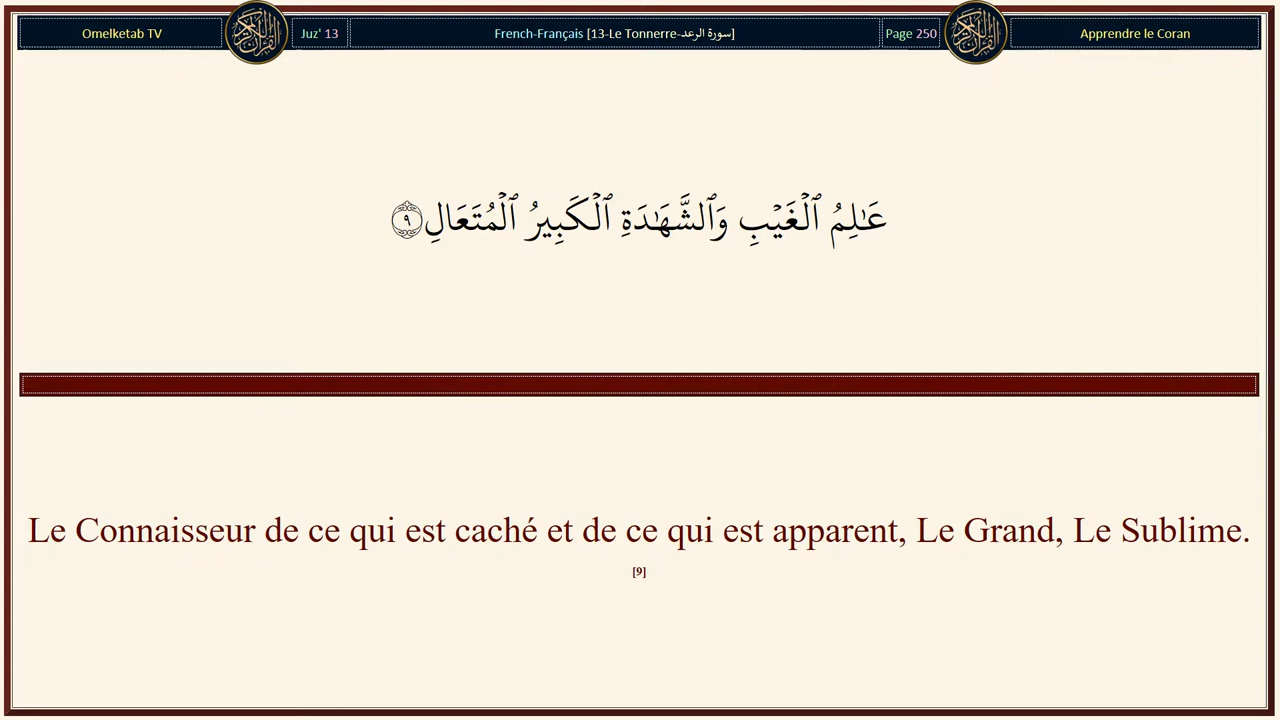 Omelketab TV
Juz' 13
French-Français [13-Le Tonnerre-سورة الرعد]
Page 250
Apprendre le Coran
عَٰلِمُ ٱلْغَيْبِ وَٱلشَّهَٰدَةِ ٱلْكَبِيرُ ٱلْمُتَعَالِ ٩
Le Connaisseur de ce qui est caché et de ce qui est apparent, Le Grand, Le Sublime.
[9]